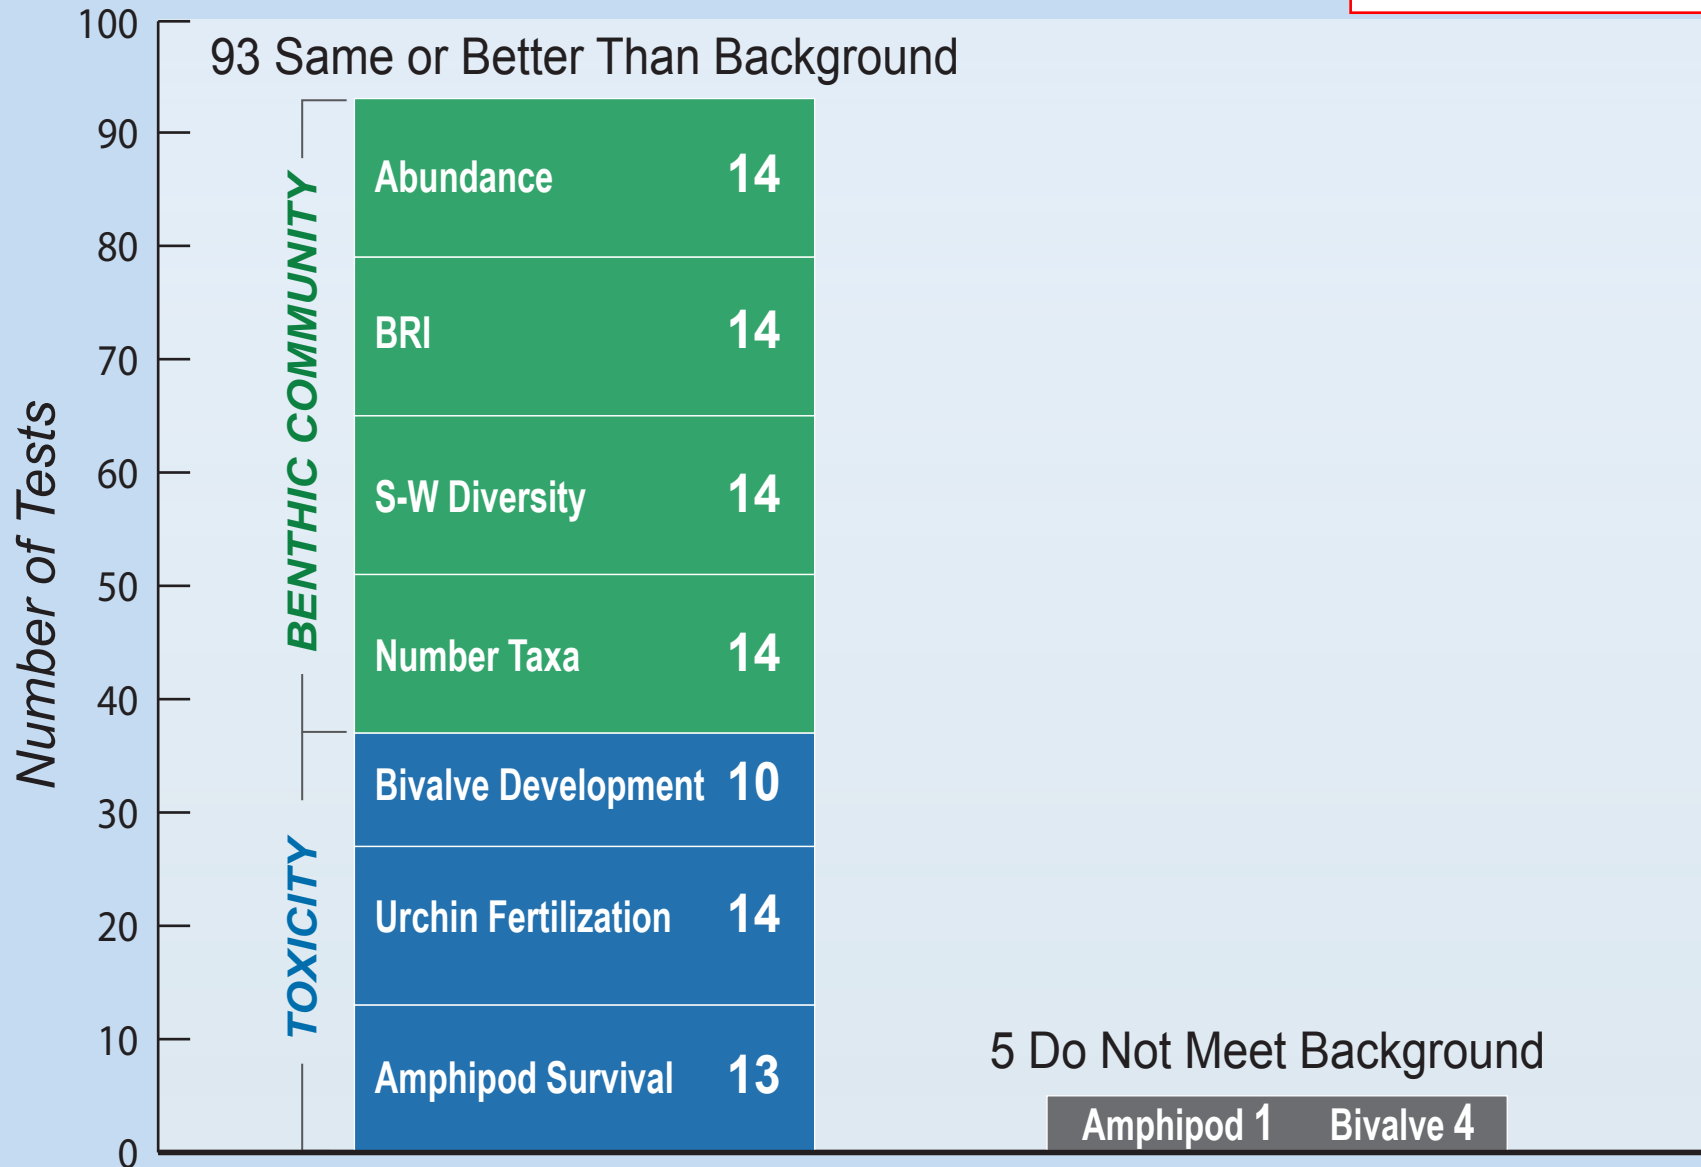 100
90
80
70
60
50
40
30
20
10
0
Number of Tests
93 Same or Better Than Background
BENTHIC COMMUNITY
TOXICITY
Abundance 14
BRI 14
S-W Diversity 14
Number Taxa 14
Bivalve Development 10
Urchin Fertilization 14
Amphipod Survival 13
5 Do Not Meet Background
Amphipod 1 Bivalve 4